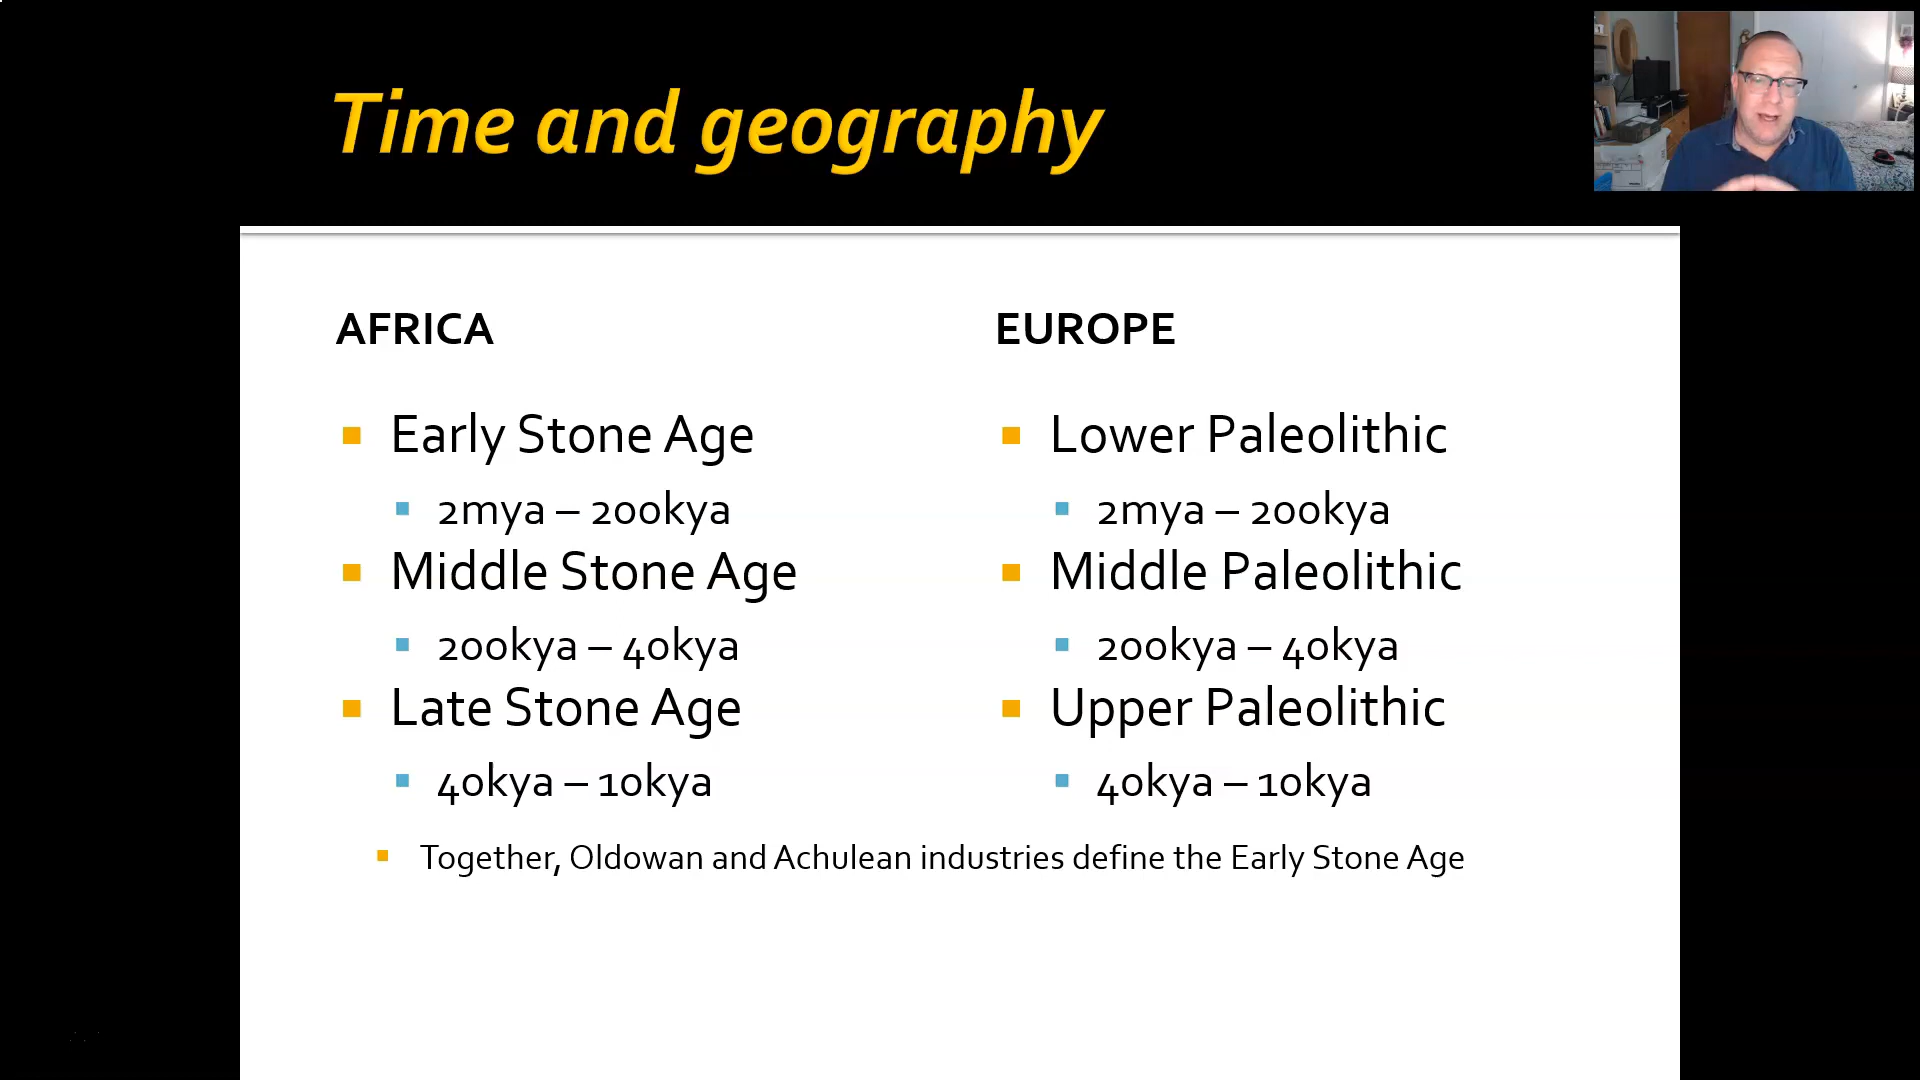 Time and geography
AFRICA
Early Stone Age
2mya – 200kya
Middle Stone Age
200kya – 40kya
Late Stone Age
40kya – 10kya
EUROPE
Lower Paleolithic
2mya – 200kya
Middle Paleolithic
200kya – 40kya
Upper Paleolithic
40kya – 10kya
Together, Oldowan and Achulean industries define the Early Stone Age